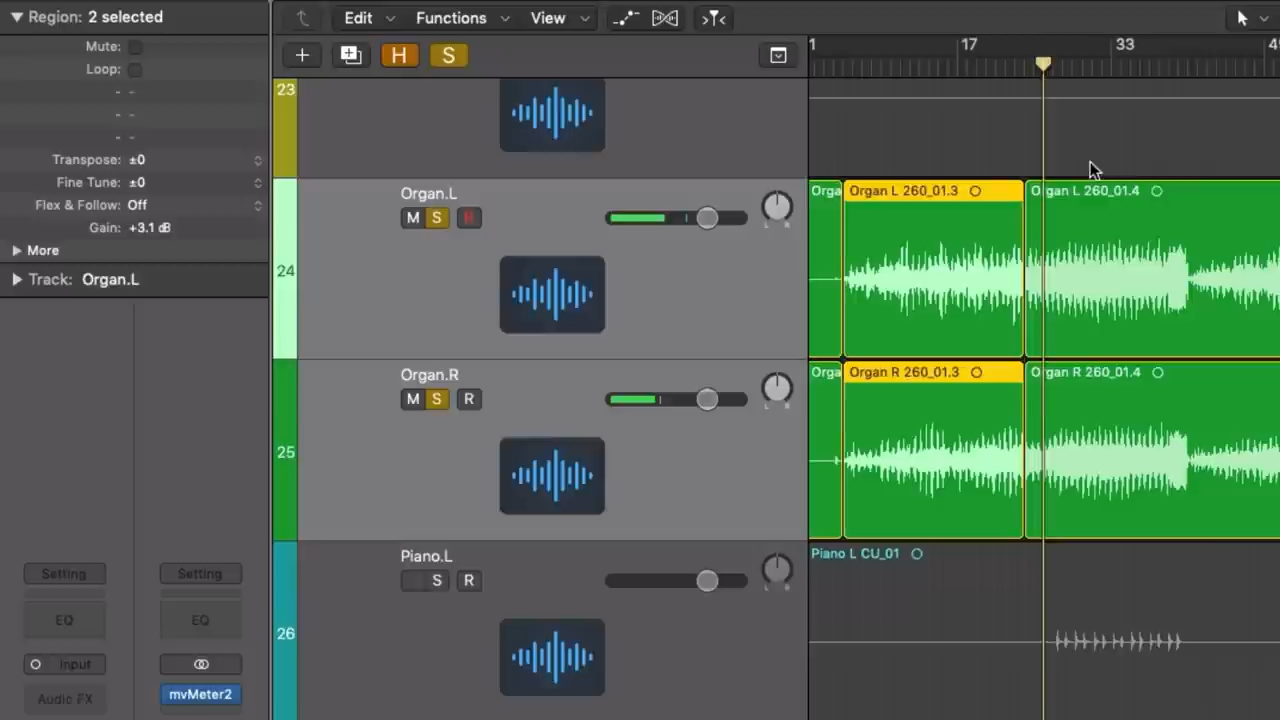 Region: 2 selected
Mute:
Loop:
- -
- -
- -
Transpose: ±0
Fine Tune: ±0
Flex & Follow: Off
Gain: +3.1 dB
More
Track: Organ.L
Setting
EQ
Input
Audio FX
Setting
EQ
mvMeter2
Edit
Functions
View
H
S
1
17
33
23
24
Organ.L
M
S
R
L R
25
Organ.R
M
S
R
L R
26
Piano.L
S
R
L R
Orga
Organ L 260_01.3
Organ L 260_01.4
Orga
Organ R 260_01.3
Organ R 260_01.4
Piano L CU_01